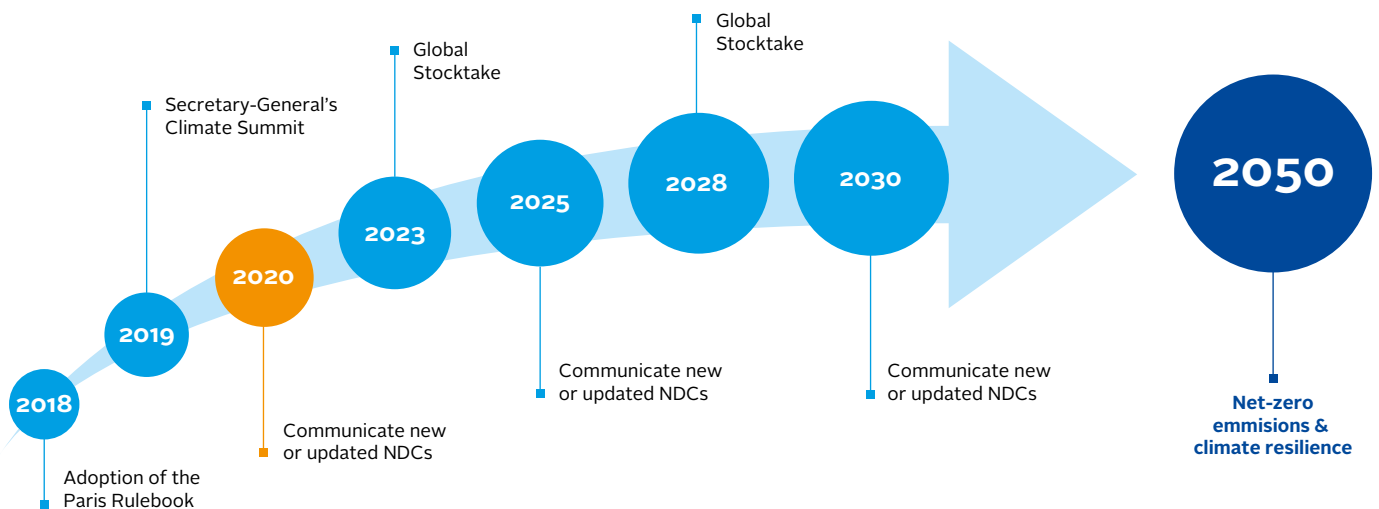 2018
Adoption of the
Paris Rulebook
2019
Secretary-General's
Climate Summit
2020
Communicate new
or updated NDCs
2023
Global
Stocktake
2025
Communicate new
or updated NDCs
2028
Global
Stocktake
2030
Communicate new
or updated NDCs
2050
Net-zero
emmisions &
climate resilience